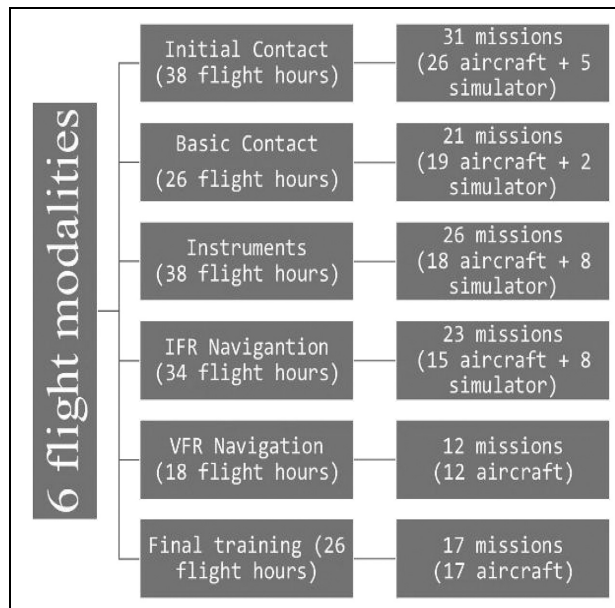 6 flight modalities
Initial Contact
(38 flight hours)
31 missions
(26 aircraft + 5
simulator)
Basic Contact
(26 flight hours)
21 missions
(19 aircraft + 2
simulator)
Instruments
(38 flight hours)
26 missions
(18 aircraft + 8
simulator)
IFR Navigantion
(34 flight hours)
23 missions
(15 aircraft + 8
simulator)
VFR Navigation
(18 flight hours)
12 missions
(12 aircraft)
Final training (26
flight hours)
17 missions
(17 aircraft)